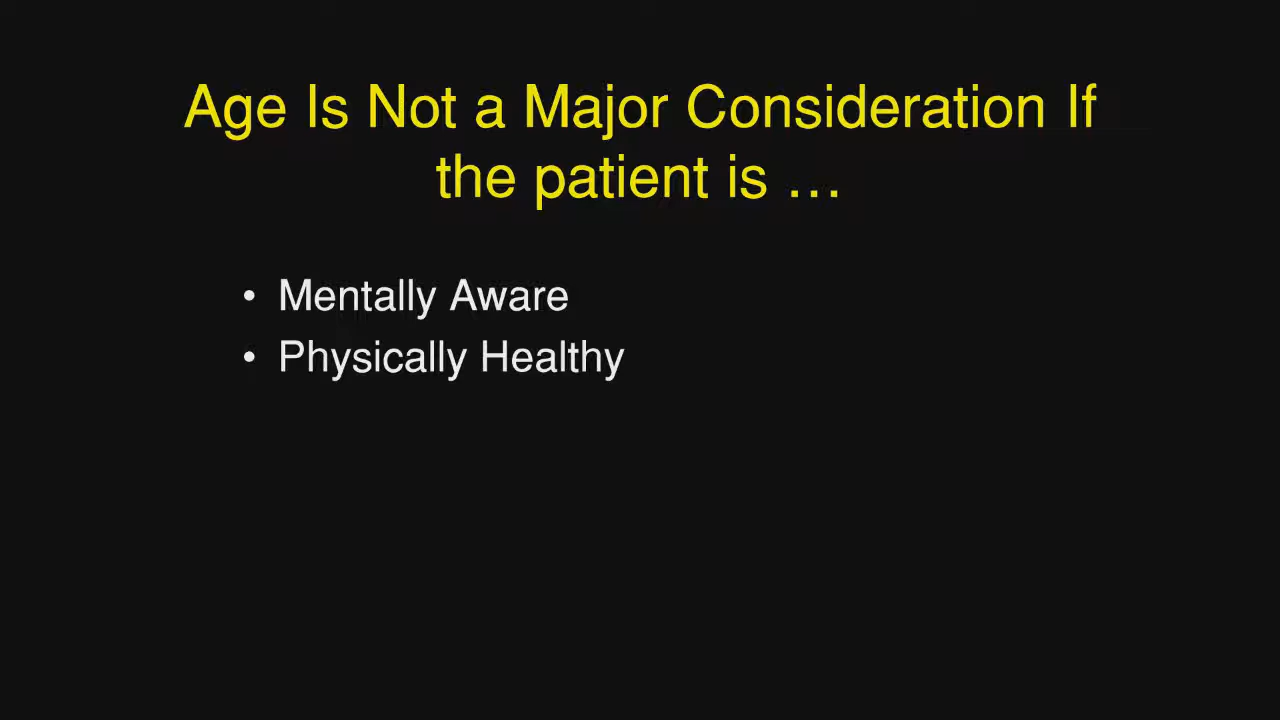 Age Is Not a Major Consideration If
the patient is …
• Mentally Aware
• Physically Healthy